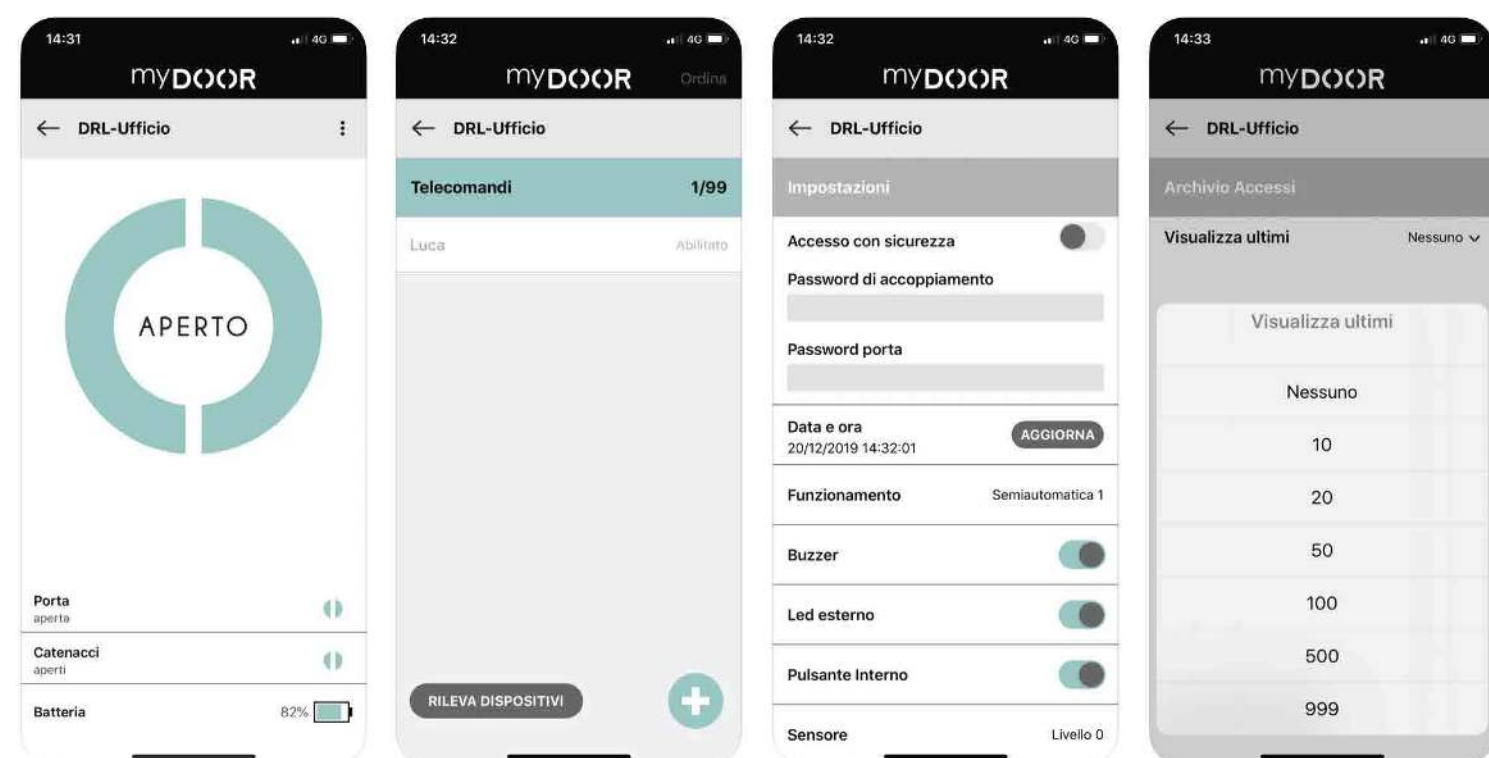 14:31
4G
myDOOR
DRL-Ufficio
APERTO
Porta
aperta
Catenacci
aperti
Batteria 82%
14:32
4G
myDOOR Ordina
DRL-Ufficio
Telecomandi 1/99
Luca Abilitato
RILEVA DISPOSITIVI
14:32
4G
myDOOR
DRL-Ufficio
Impostazioni
Accesso con sicurezza
Password di accoppiamento
Password porta
Data e ora
20/12/2019 14:32:01
AGGIORNA
Funzionamento Semiautomatica 1
Buzzer
Led esterno
Pulsante Interno
Sensore Livello 0
14:33
4G
myDOOR
DRL-Ufficio
Archivio Accessi
Visualizza ultimi Nessuno
Visualizza ultimi
Nessuno
10
20
50
100
500
999